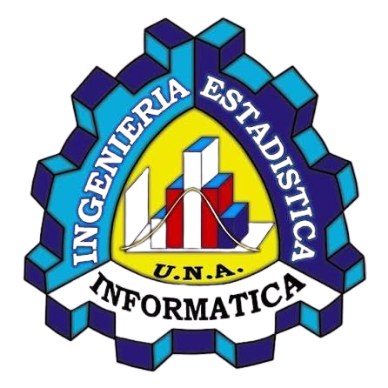 INGENIERIA
ESTADISTICA
U.N.A.
INFORMATICA